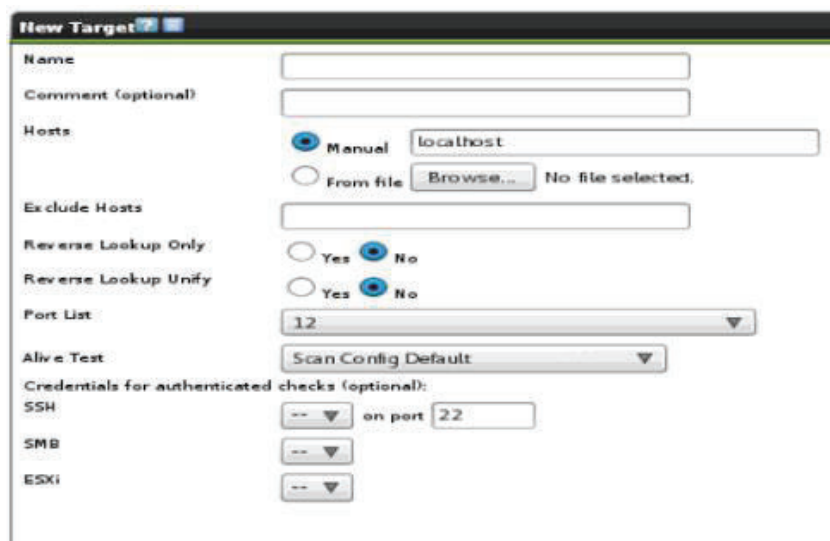 New Target
Name
Comment (optional)
Hosts
Manual localhost
From file Browse... No file selected.
Exclude Hosts
Reverse Lookup Only
Yes No
Reverse Lookup Unify
Yes No
Port List
12
Alive Test
Scan Config Default
Credentials for authenticated checks (optional):
SSH
-- on port 22
SMB
--
ESXi
--